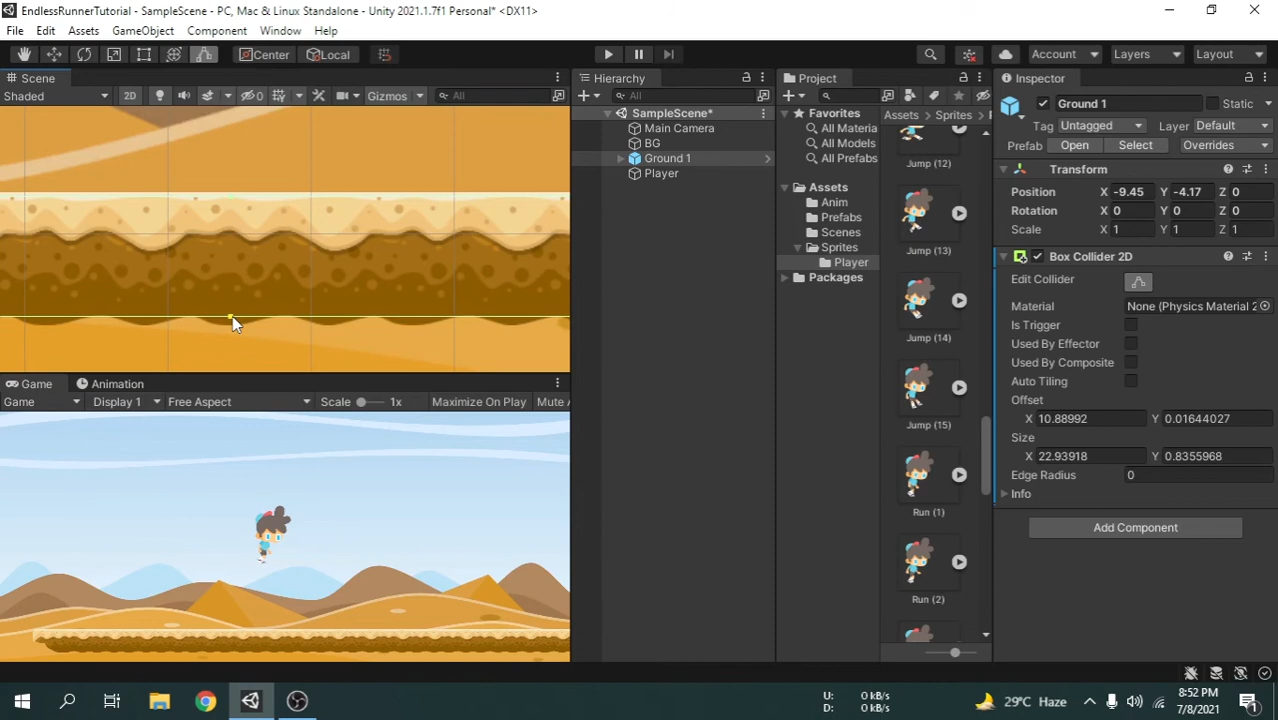 EndlessRunnerTutorial - SampleScene - PC, Mac & Linux Standalone - Unity 2021.1.7f1 Personal* <DX11>
File Edit Assets GameObject Component Window Help
Center Local Account Layers Layout
Scene
Shaded 2D 0 Gizmos All
Hierarchy
All
SampleScene*
Main Camera
BG
Ground 1
Player
Project
Favorites
All Materia
All Models
All Prefabs
Assets
Anim
Prefabs
Scenes
Sprites
Player
Packages
Assets Sprites
Jump (12)
Jump (13)
Jump (14)
Jump (15)
Run (1)
Run (2)
Inspector
Ground 1 Static
Tag Untagged Layer Default
Prefab Open Select Overrides
Transform
Position X -9.45 Y -4.17 Z 0
Rotation X 0 Y 0 Z 0
Scale X 1 Y 1 Z 1
Box Collider 2D
Edit Collider
Material None (Physics Material 2
Is Trigger
Used By Effector
Used By Composite
Auto Tiling
Offset
X 10.88992 Y 0.01644027
Size
X 22.93918 Y 0.8355968
Edge Radius 0
Info
Add Component
Game Animation
Game Display 1 Free Aspect Scale 1x Maximize On Play Mute
U: 0 kB/s
D: 0 kB/s
29°C Haze
8:52 PM
7/8/2021
1